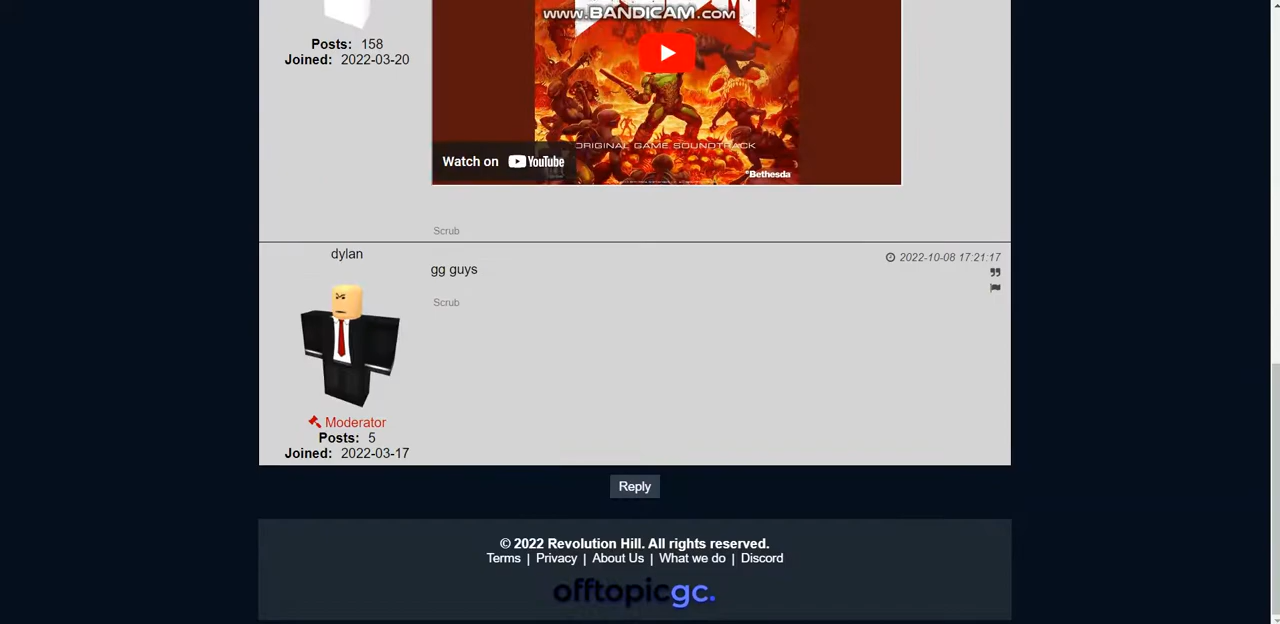 www.BANDICAM.com
Posts: 158
Joined: 2022-03-20
ORIGINAL GAME SOUNDTRACK
Watch on YouTube
Bethesda
Scrub
dylan
gg guys
2022-10-08 17:21:17
Scrub
Moderator
Posts: 5
Joined: 2022-03-17
Reply
© 2022 Revolution Hill. All rights reserved.
Terms | Privacy | About Us | What we do | Discord
offtopicgc.